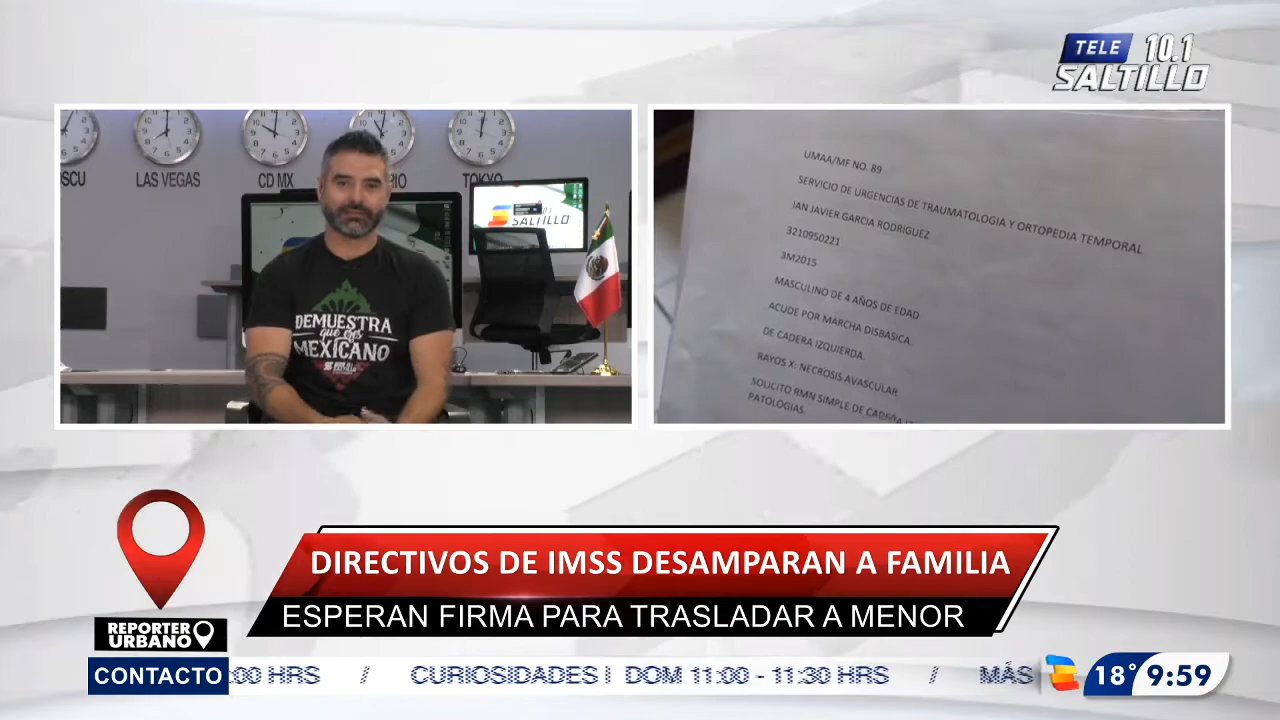 TELE 10.1
SALTILLO
LAS VEGAS
CD MX
TOKYO
SALTILLO
DEMUESTRA
que eres
MEXICANO
UMAA/MF NO. 89
SERVICIO DE URGENCIAS DE TRAUMATOLOGIA Y ORTOPEDIA TEMPORAL
IAN JAVIER GARCIA RODRIGUEZ
3210950221
3M2015
MASCULINO DE 4 AÑOS DE EDAD
ACUDE POR MARCHA DISBASICA.
DE CADERA IZQUIERDA.
RAYOS X: NECROSIS AVASCULAR
SOLICITO RMN SIMPLE DE CADERA
PATOLOGIAS.
DIRECTIVOS DE IMSS DESAMPARAN A FAMILIA
ESPERAN FIRMA PARA TRASLADAR A MENOR
REPORTER
URBANO
CONTACTO
:00 HRS / CURIOSIDADES | DOM 11:00 - 11:30 HRS / MÁS
18° 9:59